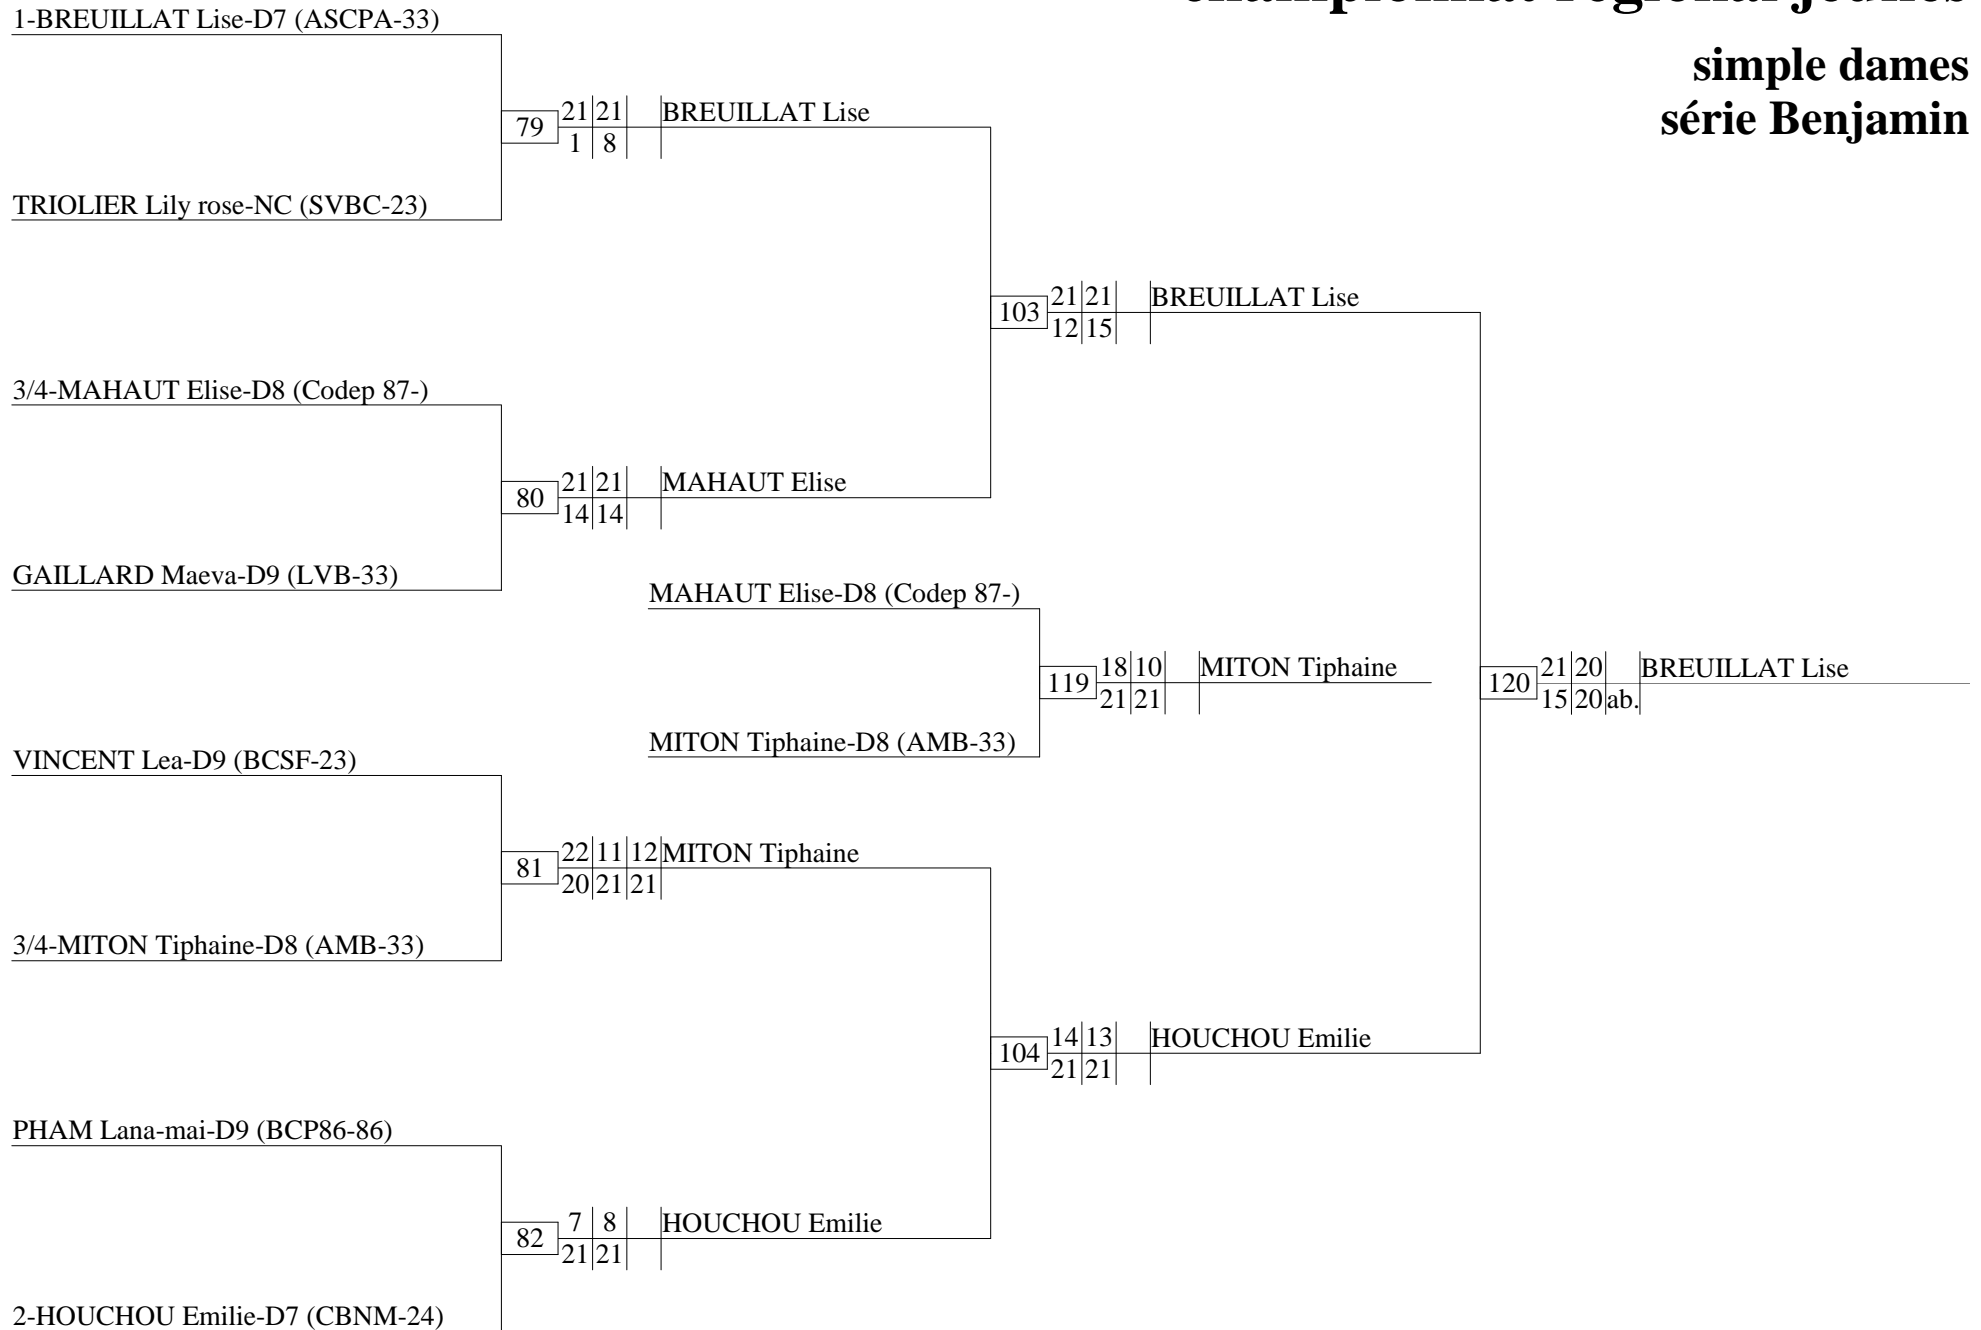 championnat régional jeunes
1-BREUILLAT Lise-D7 (ASCPA-33)
simple dames
série Benjamin
79 21 21 BREUILLAT Lise
1 8
TRIOLIER Lily rose-NC (SVBC-23)
103 21 21 BREUILLAT Lise
12 15
3/4-MAHAUT Elise-D8 (Codep 87-)
80 21 21 MAHAUT Elise
14 14
GAILLARD Maeva-D9 (LVB-33)
MAHAUT Elise-D8 (Codep 87-)
119 18 10 MITON Tiphaine
21 21
120 21 20 BREUILLAT Lise
15 20 ab.
MITON Tiphaine-D8 (AMB-33)
VINCENT Lea-D9 (BCSF-23)
81 22 11 12 MITON Tiphaine
20 21 21
3/4-MITON Tiphaine-D8 (AMB-33)
104 14 13 HOUCHOU Emilie
21 21
PHAM Lana-mai-D9 (BCP86-86)
82 7 8 HOUCHOU Emilie
21 21
2-HOUCHOU Emilie-D7 (CBNM-24)